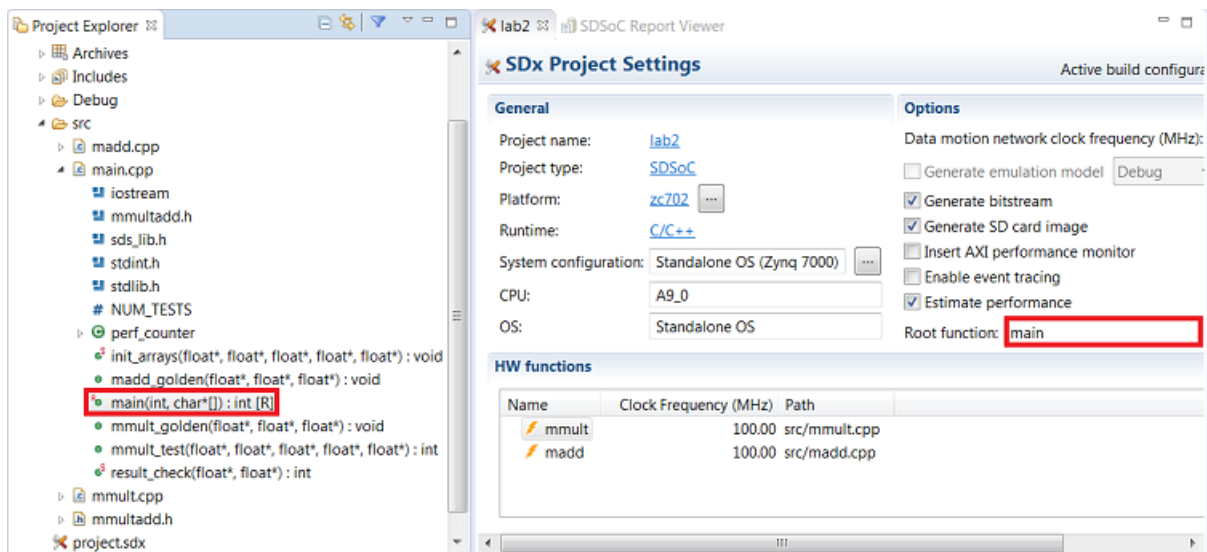 Project Explorer
Archives
Includes
Debug
src
madd.cpp
main.cpp
iostream
mmultadd.h
sds_lib.h
stdint.h
stdlib.h
# NUM_TESTS
perf_counter
init_arrays(float*, float*, float*, float*, float*) : void
madd_golden(float*, float*, float*) : void
main(int, char*[]) : int [R]
mmult_golden(float*, float*, float*) : void
mmult_test(float*, float*, float*, float*, float*) : int
result_check(float*, float*) : int
mmult.cpp
mmultadd.h
project.sdx
lab2 SDSoC Report Viewer
SDx Project Settings
Active build configura
General
Project name: lab2
Project type: SDSoC
Platform: zc702 ...
Runtime: C/C++
System configuration: Standalone OS (Zynq 7000) ...
CPU: A9_0
OS: Standalone OS
Options
Data motion network clock frequency (MHz):
Generate emulation model Debug
Generate bitstream
Generate SD card image
Insert AXI performance monitor
Enable event tracing
Estimate performance
Root function: main
HW functions
Name Clock Frequency (MHz) Path
mmult 100.00 src/mmult.cpp
madd 100.00 src/madd.cpp